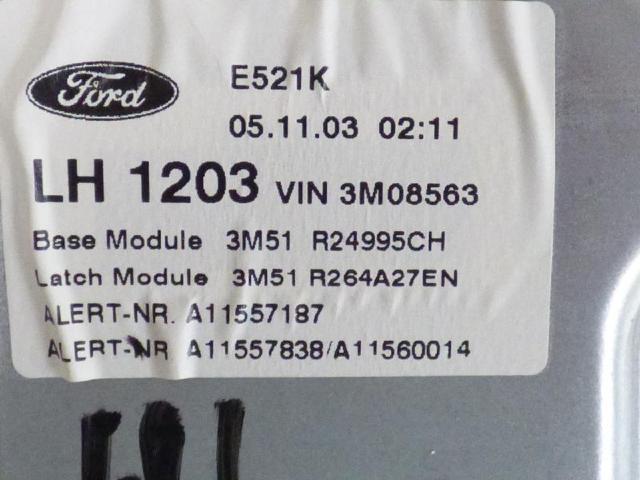 Ford E521K
05.11.03 02:11
LH 1203 VIN 3M08563
Base Module 3M51 R24995CH
Latch Module 3M51 R264A27EN
ALERT-NR. A11557187
ALERT-NR A11557838/A11560014